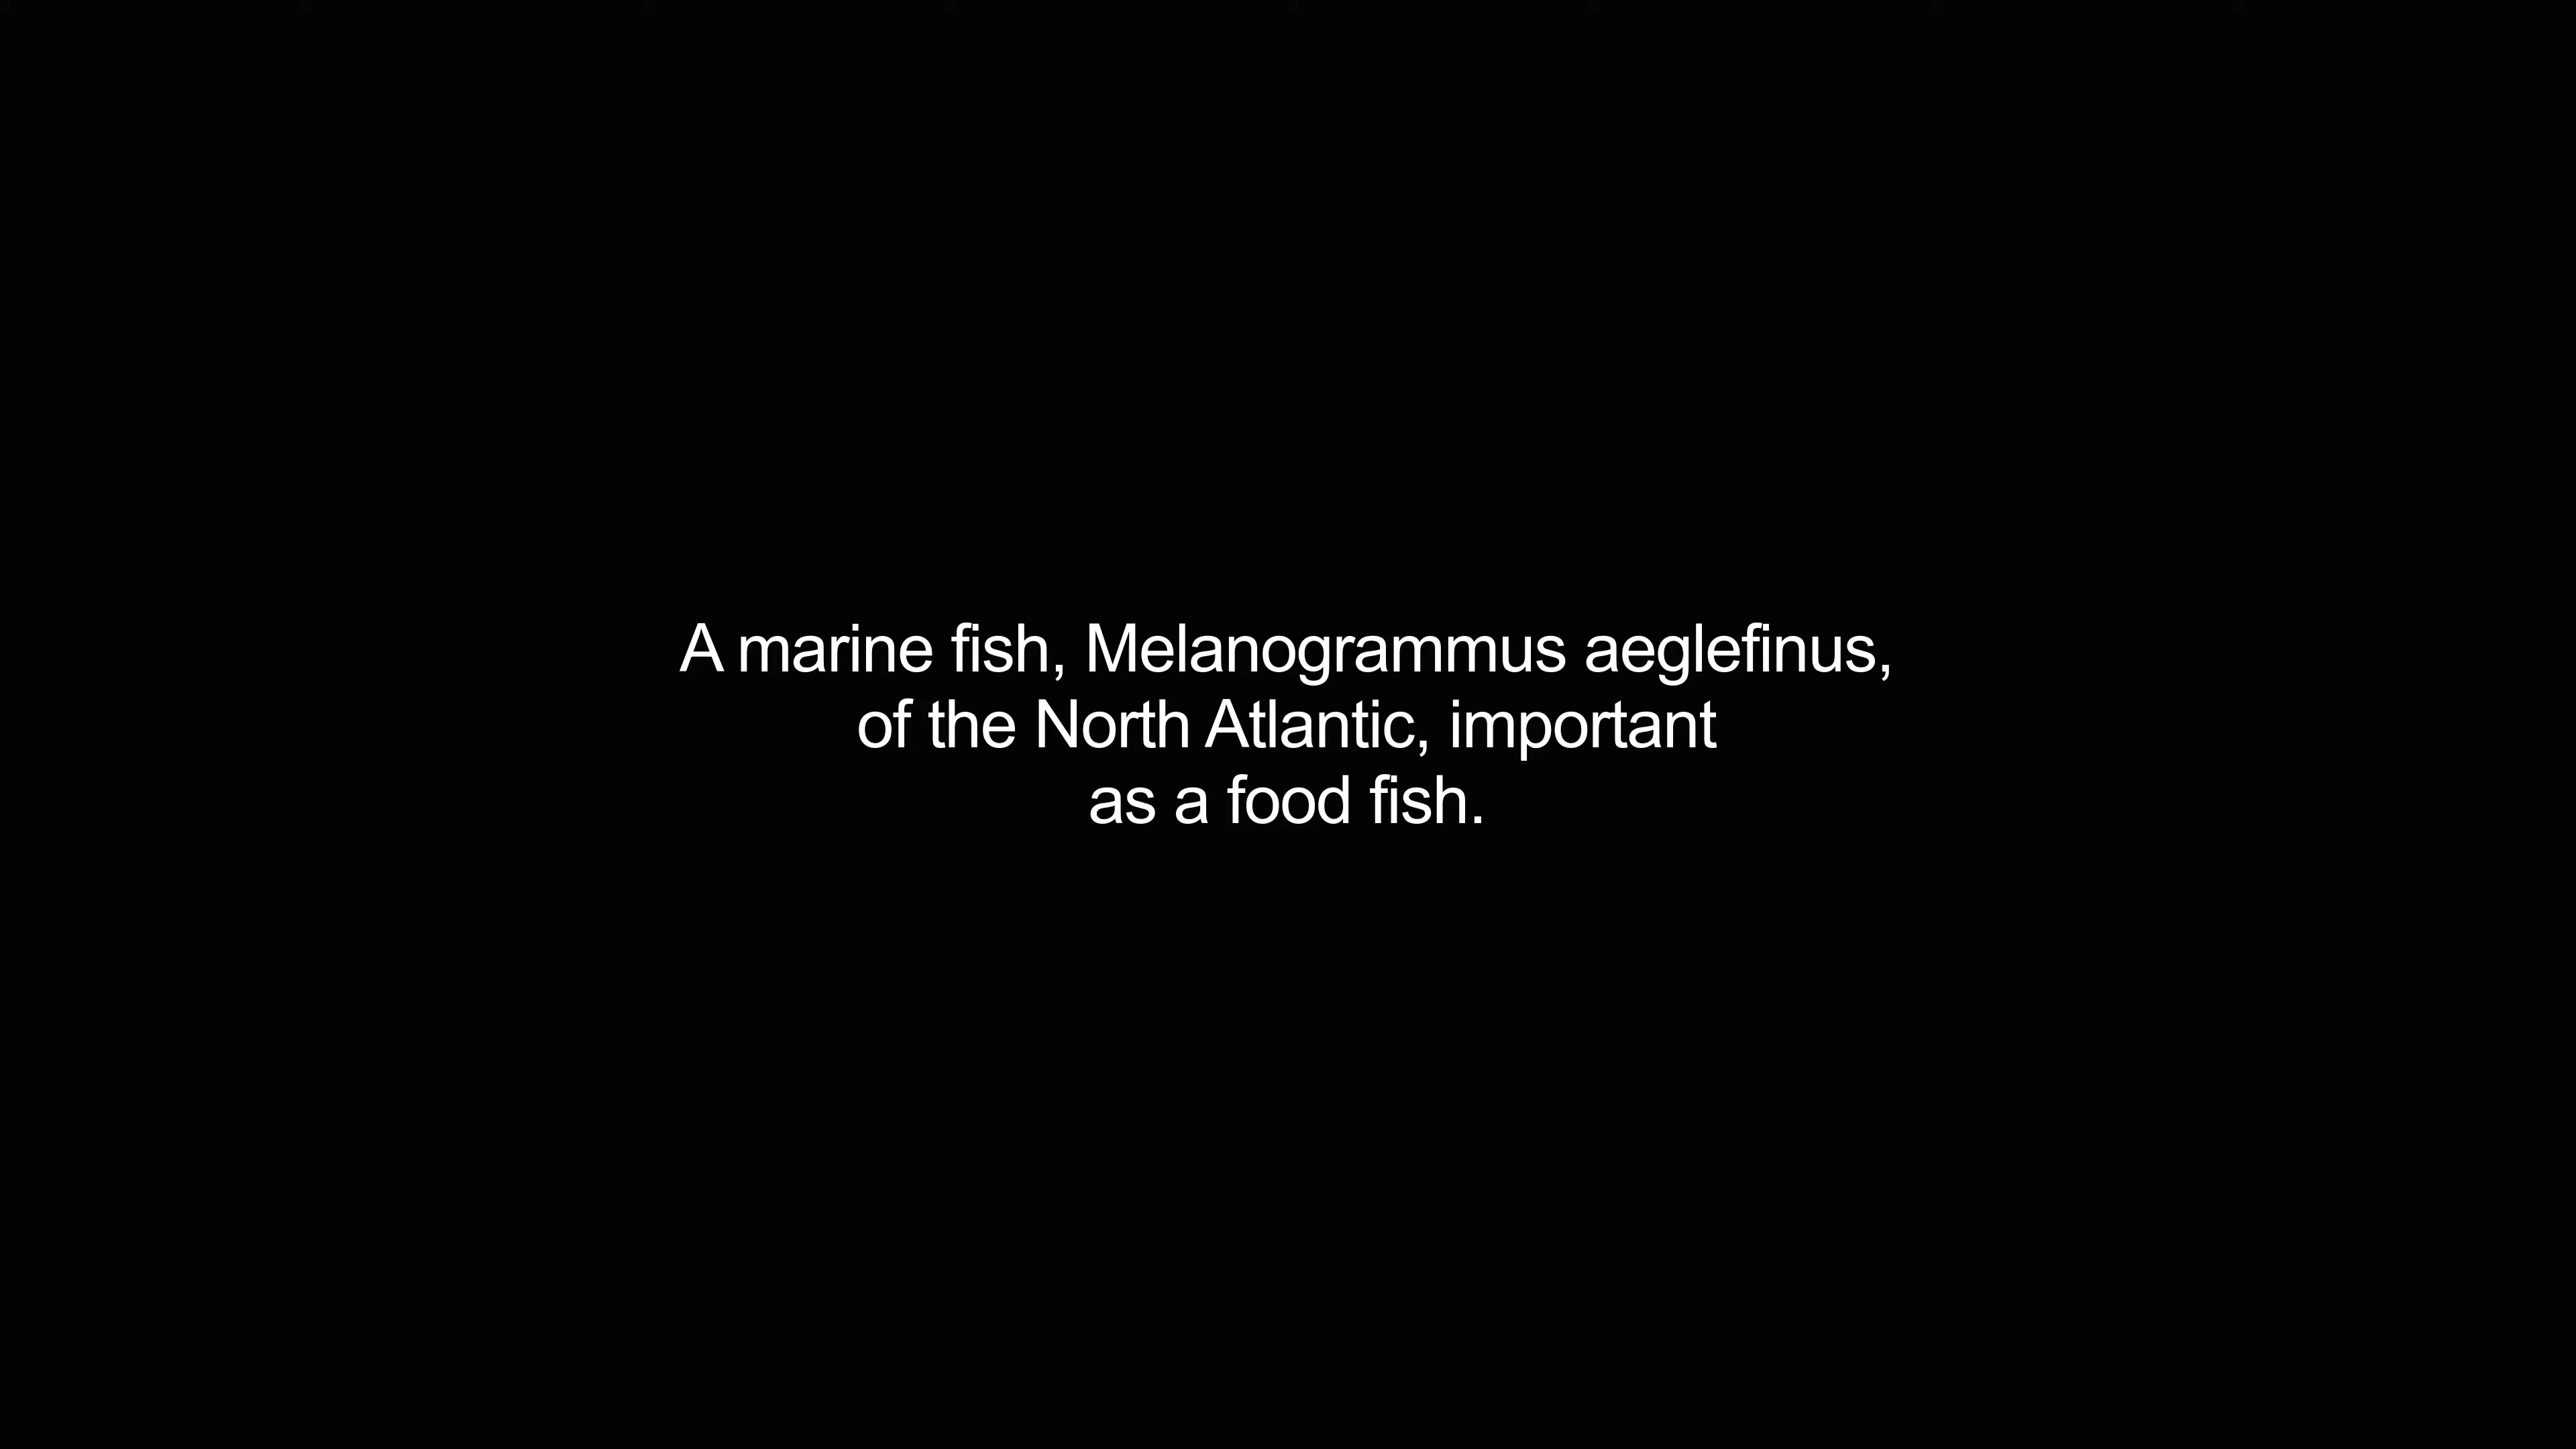 A marine fish, Melanogrammus aeglefinus,
of the North Atlantic, important
as a food fish.